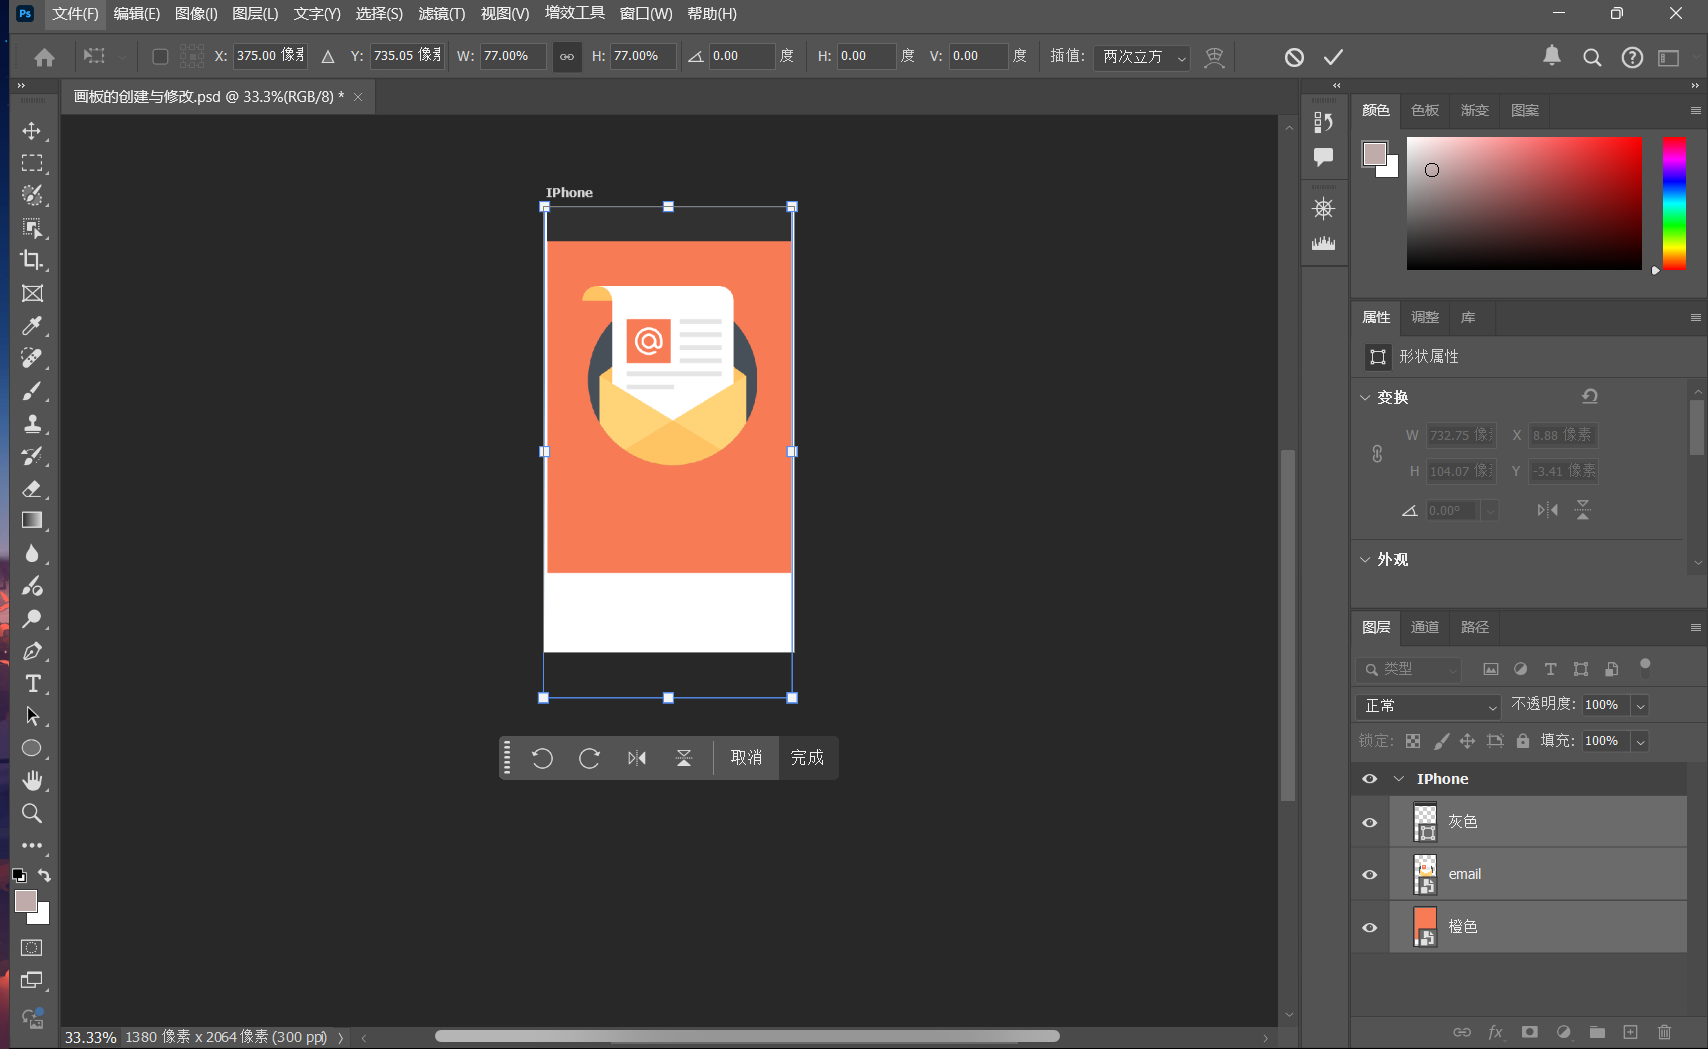 Ps 文件(F) 编辑(E) 图像(I) 图层(L) 文字(Y) 选择(S) 滤镜(T) 视图(V) 增效工具 窗口(W) 帮助(H)
X: 375.00 像素 Y: 735.05 像素 W: 77.00% H: 77.00% 0.00 度 H: 0.00 度 V: 0.00 度 插值: 两次立方
画板的创建与修改.psd @ 33.3%(RGB/8) *
IPhone
@
取消 完成
33.33% 1380 像素 x 2064 像素 (300 ppi)
颜色 色板 渐变 图案
属性 调整 库
形状属性
变换
W 732.75 像 X 8.88 像素
H 104.07 像 Y -3.41 像素
0.00°
外观
图层 通道 路径
类型
正常 不透明度: 100%
锁定: 填充: 100%
IPhone
灰色
email
橙色
fx